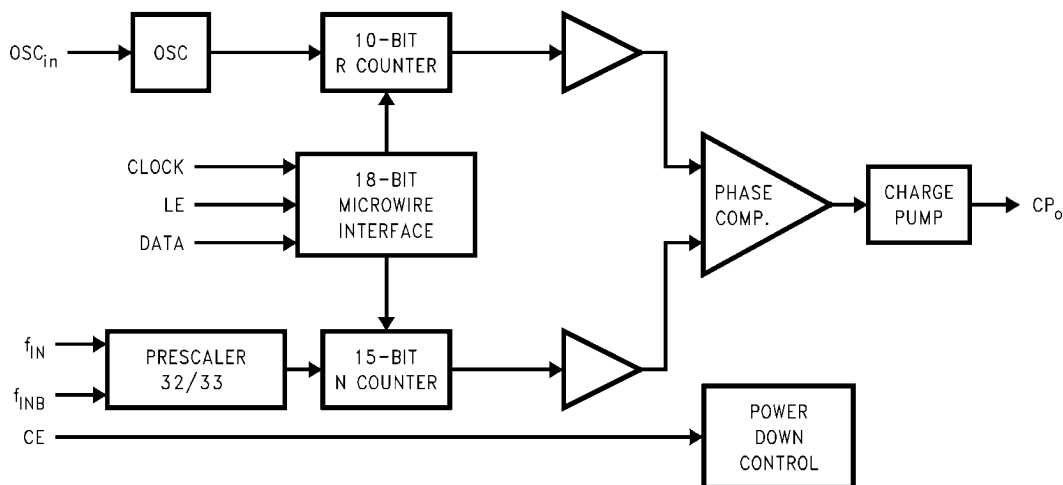 OSCin
OSC
10-BIT
R COUNTER
CLOCK
LE
DATA
18-BIT
MICROWIRE
INTERFACE
PHASE
COMP.
CHARGE
PUMP
CPo
fIN
fINB
PRESCALER
32/33
15-BIT
N COUNTER
CE
POWER
DOWN
CONTROL